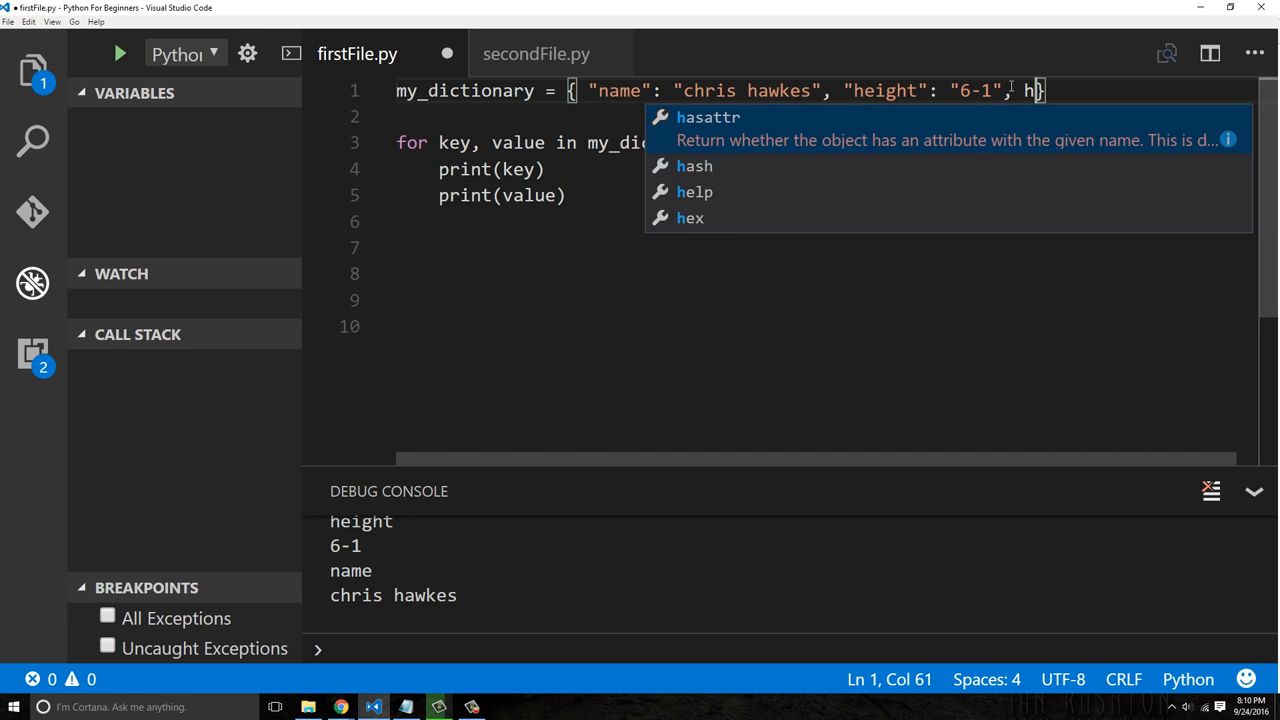 ● firstFile.py - Python For Beginners - Visual Studio Code
File Edit View Go Help
1
Python
firstFile.py
secondFile.py
VARIABLES
WATCH
CALL STACK
2
BREAKPOINTS
All Exceptions
Uncaught Exceptions
1 my_dictionary = { "name": "chris hawkes", "height": "6-1", h}
2
3 for key, value in my_dic
4 print(key)
5 print(value)
6
7
8
9
10
hasattr
Return whether the object has an attribute with the given name. This is d...
hash
help
hex
DEBUG CONSOLE
height
6-1
name
chris hawkes
0 0 Ln 1, Col 61 Spaces: 4 UTF-8 CRLF Python
I'm Cortana. Ask me anything.
8:10 PM
9/24/2016